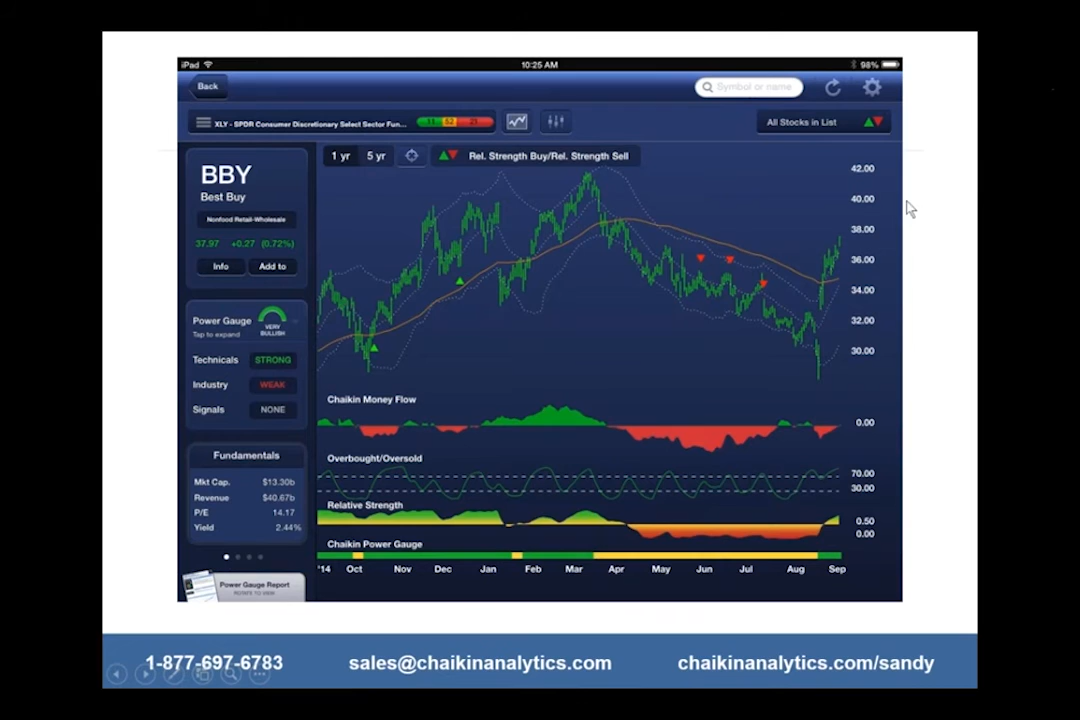 iPad 10:25 AM 98%
Back Symbol or name
XLY - SPDR Consumer Discretionary Select Sector Fun... 62 All Stocks in List
1 yr 5 yr Rel. Strength Buy/Rel. Strength Sell
BBY
Best Buy
Nonfood Retail-Wholesale
37.97 +0.27 (0.72%)
Info Add to
Power Gauge
Tap to expand
VERY
BULLISH
Technicals STRONG
Industry WEAK
Signals NONE
Fundamentals
Mkt Cap. $13.30b
Revenue $40.67b
P/E 14.17
Yield 2.44%
Power Gauge Report
ROTATE TO VIEW
42.00
40.00
38.00
36.00
34.00
32.00
30.00
Chaikin Money Flow
0.00
Overbought/Oversold
70.00
30.00
Relative Strength
0.50
0.00
Chaikin Power Gauge
'14 Oct Nov Dec Jan Feb Mar Apr May Jun Jul Aug Sep
1-877-697-6783 sales@chaikinanalytics.com chaikinanalytics.com/sandy